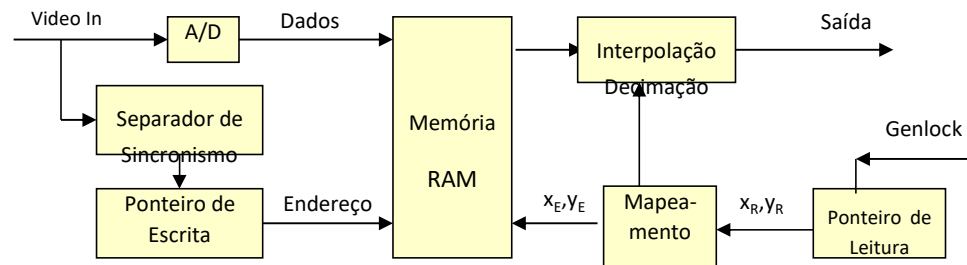 Video In
A/D
Dados
Saída
Interpolação
Decimação
Separador de
Sincronismo
Memória
RAM
Genlock
Ponteiro de
Escrita
Endereço
xE,yE
Mapea-
mento
xR,yR
Ponteiro de
Leitura